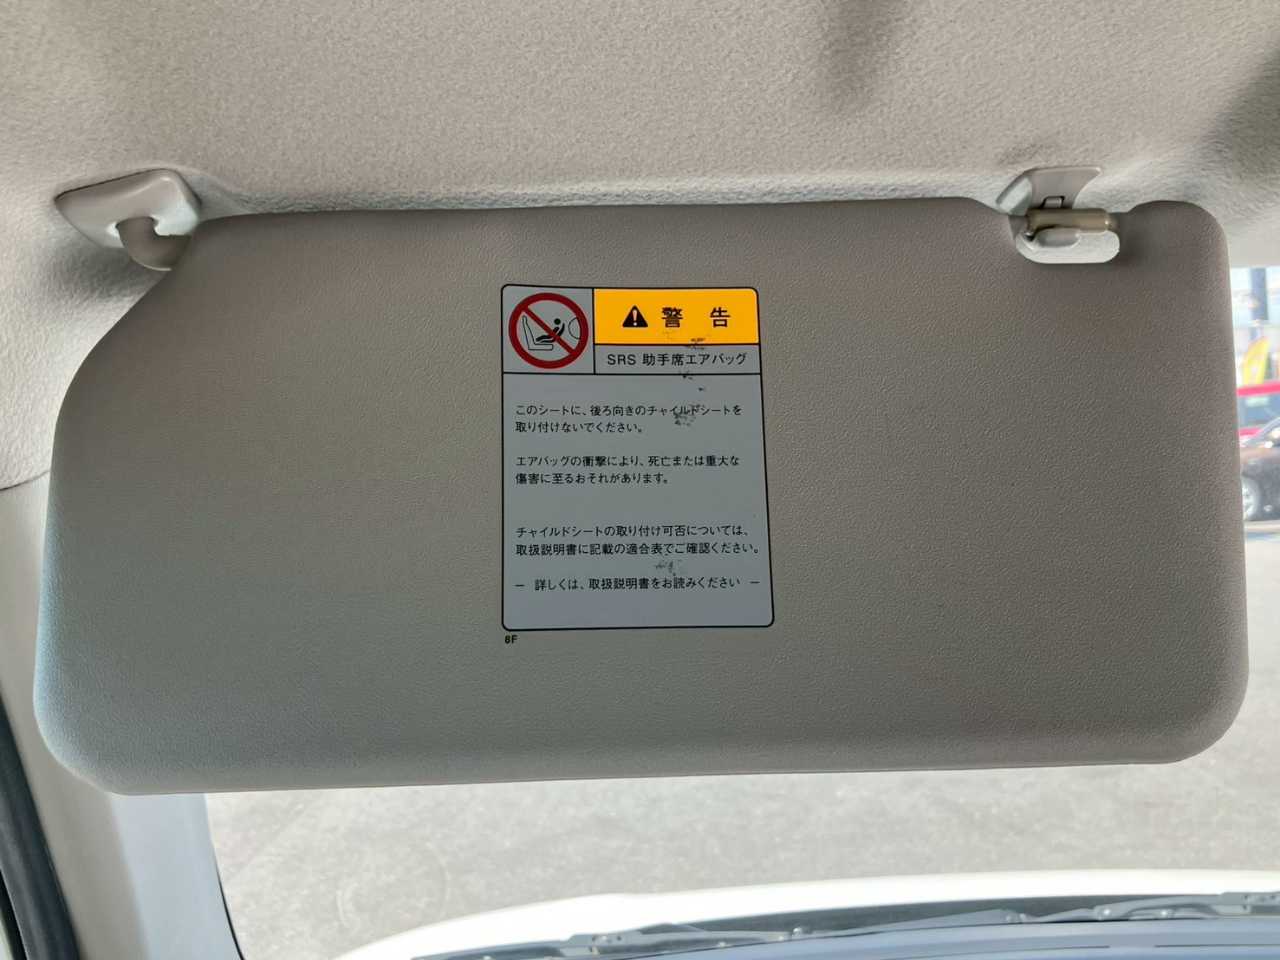 警告
SRS 助手席エアバッグ
このシートに、後ろ向きのチャイルドシートを
取り付けないでください。
エアバッグの衝撃により、死亡または重大な
傷害に至るおそれがあります。
チャイルドシートの取り付け可否については、
取扱説明書に記載の適合表でご確認ください。
— 詳しくは、取扱説明書をお読みください —
8F